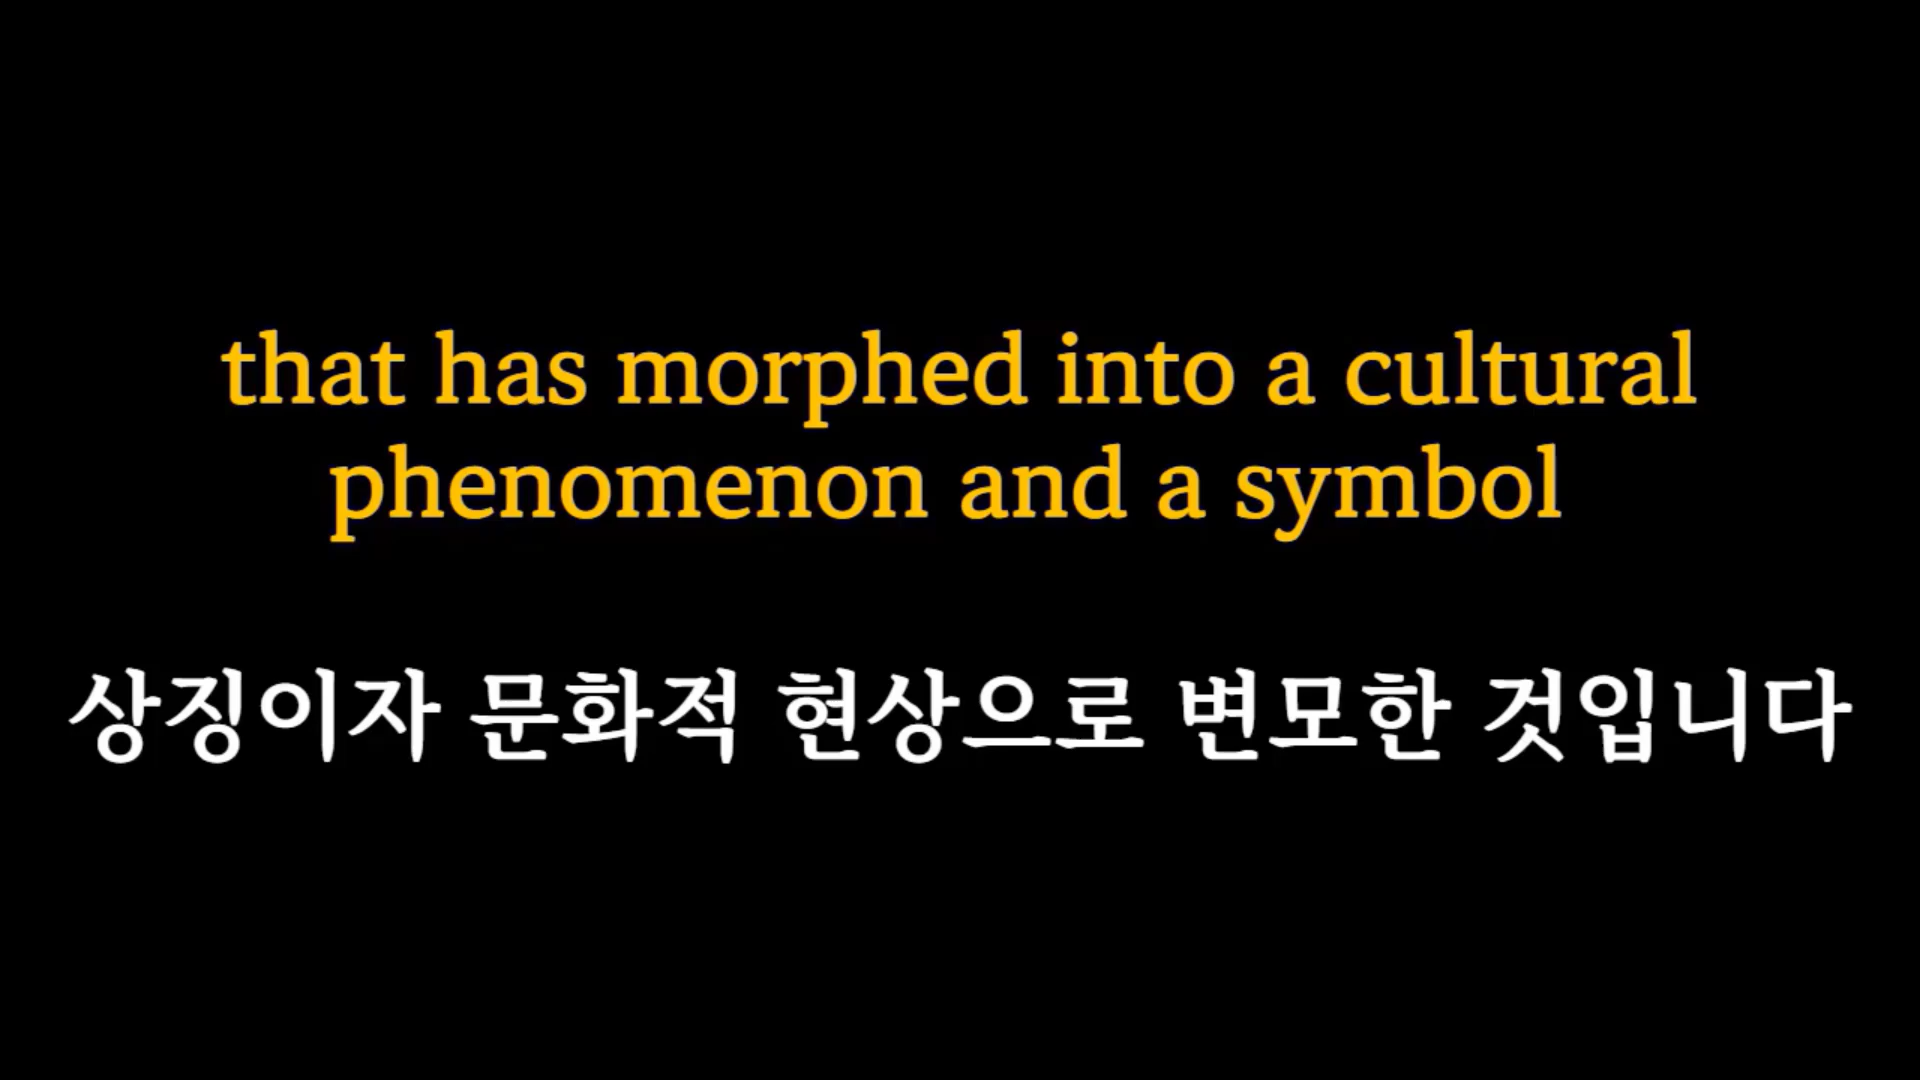 that has morphed into a cultural
phenomenon and a symbol
상징이자 문화적 현상으로 변모한 것입니다